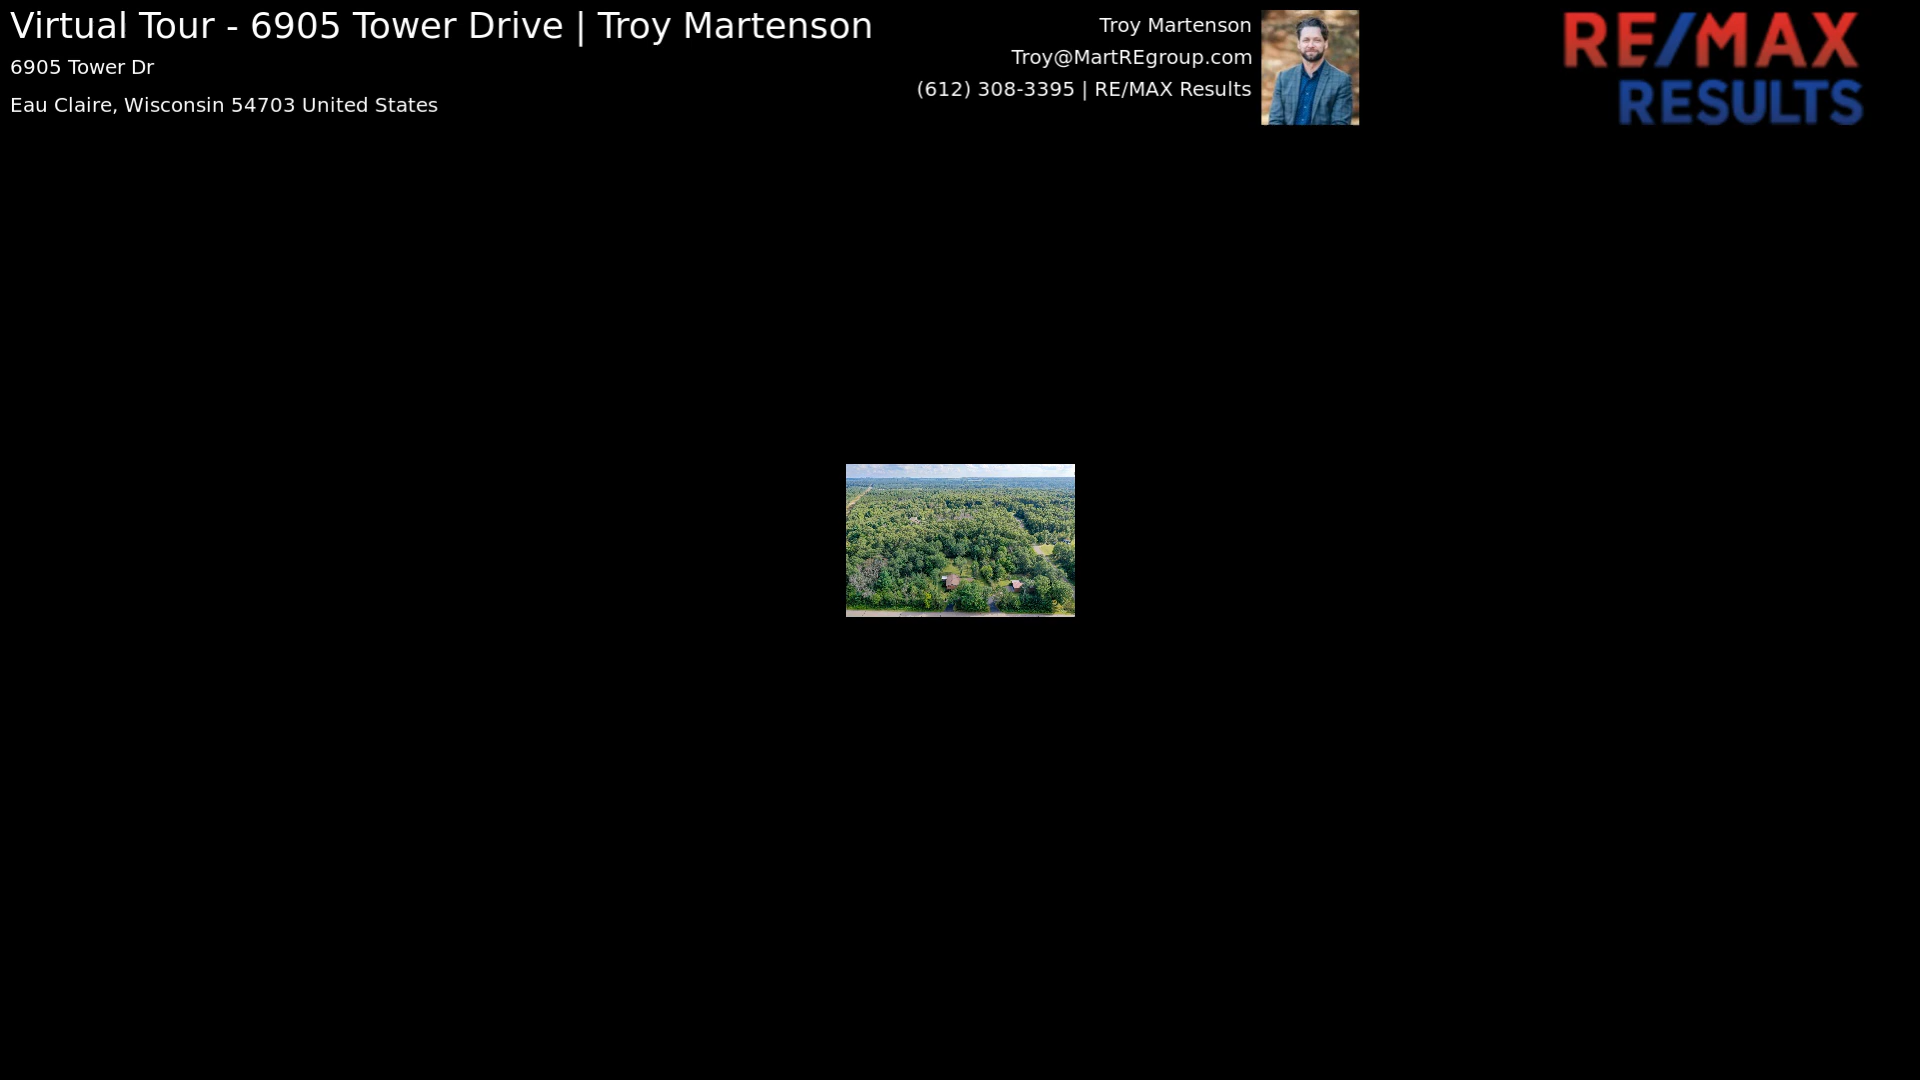 Virtual Tour - 6905 Tower Drive | Troy Martenson
6905 Tower Dr
Eau Claire, Wisconsin 54703 United States
Troy Martenson
Troy@MartREgroup.com
(612) 308-3395 | RE/MAX Results
RE/MAX
RESULTS